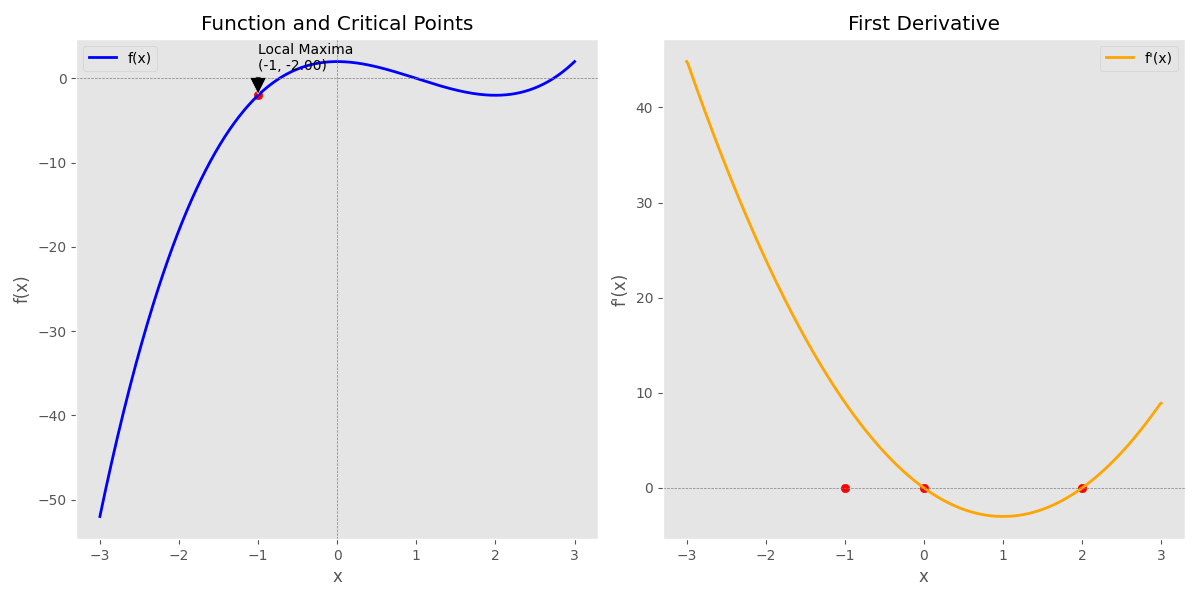 Function and Critical Points
f(x)
Local Maxima
(-1, -2.00)
0
−10
−20
−30
−40
−50
f(x)
−3
−2
−1
0
1
2
3
x
First Derivative
f'(x)
40
30
20
10
0
f'(x)
−3
−2
−1
0
1
2
3
x